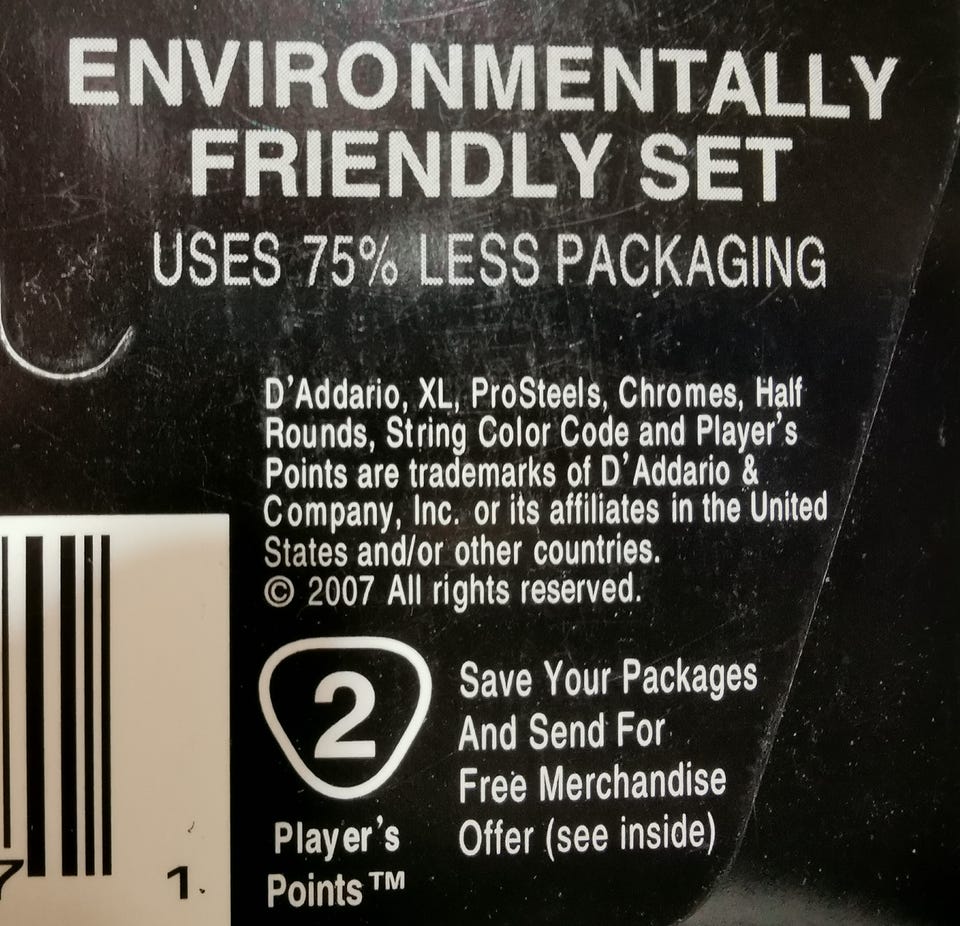 ENVIRONMENTALLY
FRIENDLY SET
USES 75% LESS PACKAGING
D'Addario, XL, ProSteels, Chromes, Half
Rounds, String Color Code and Player's
Points are trademarks of D'Addario &
Company, Inc. or its affiliates in the United
States and/or other countries.
© 2007 All rights reserved.
2
Player's
Points™
Save Your Packages
And Send For
Free Merchandise
Offer (see inside)
7 1.